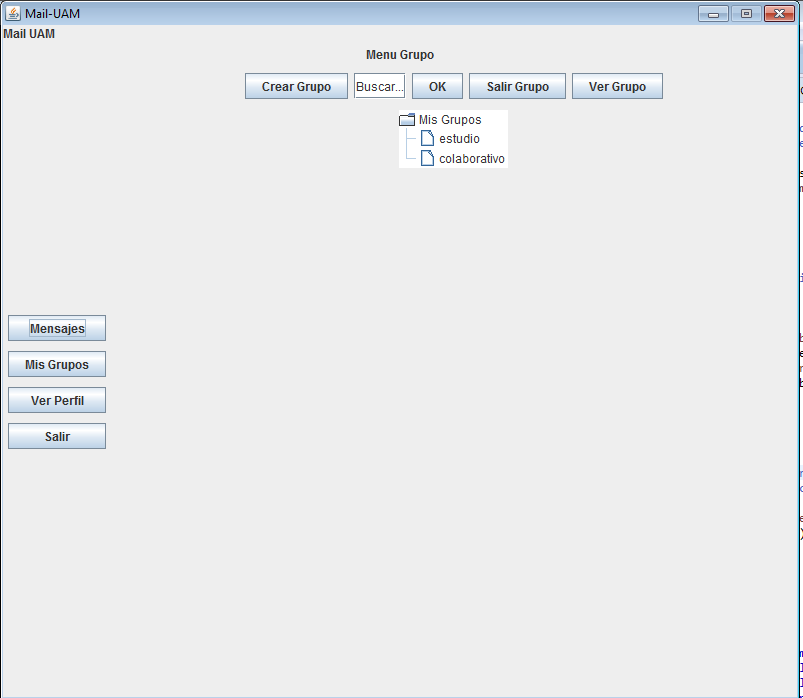 Mail-UAM
Mail UAM
Menu Grupo
Crear Grupo Buscar... OK Salir Grupo Ver Grupo
Mis Grupos
estudio
colaborativo
Mensajes
Mis Grupos
Ver Perfil
Salir